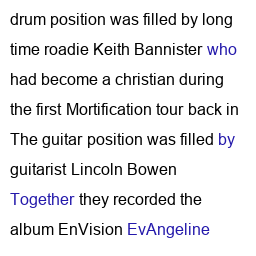 drum position was filled by long
time roadie Keith Bannister who
had become a christian during
the first Mortification tour back in
The guitar position was filled by
guitarist Lincoln Bowen
Together they recorded the
album EnVision EvAngeline